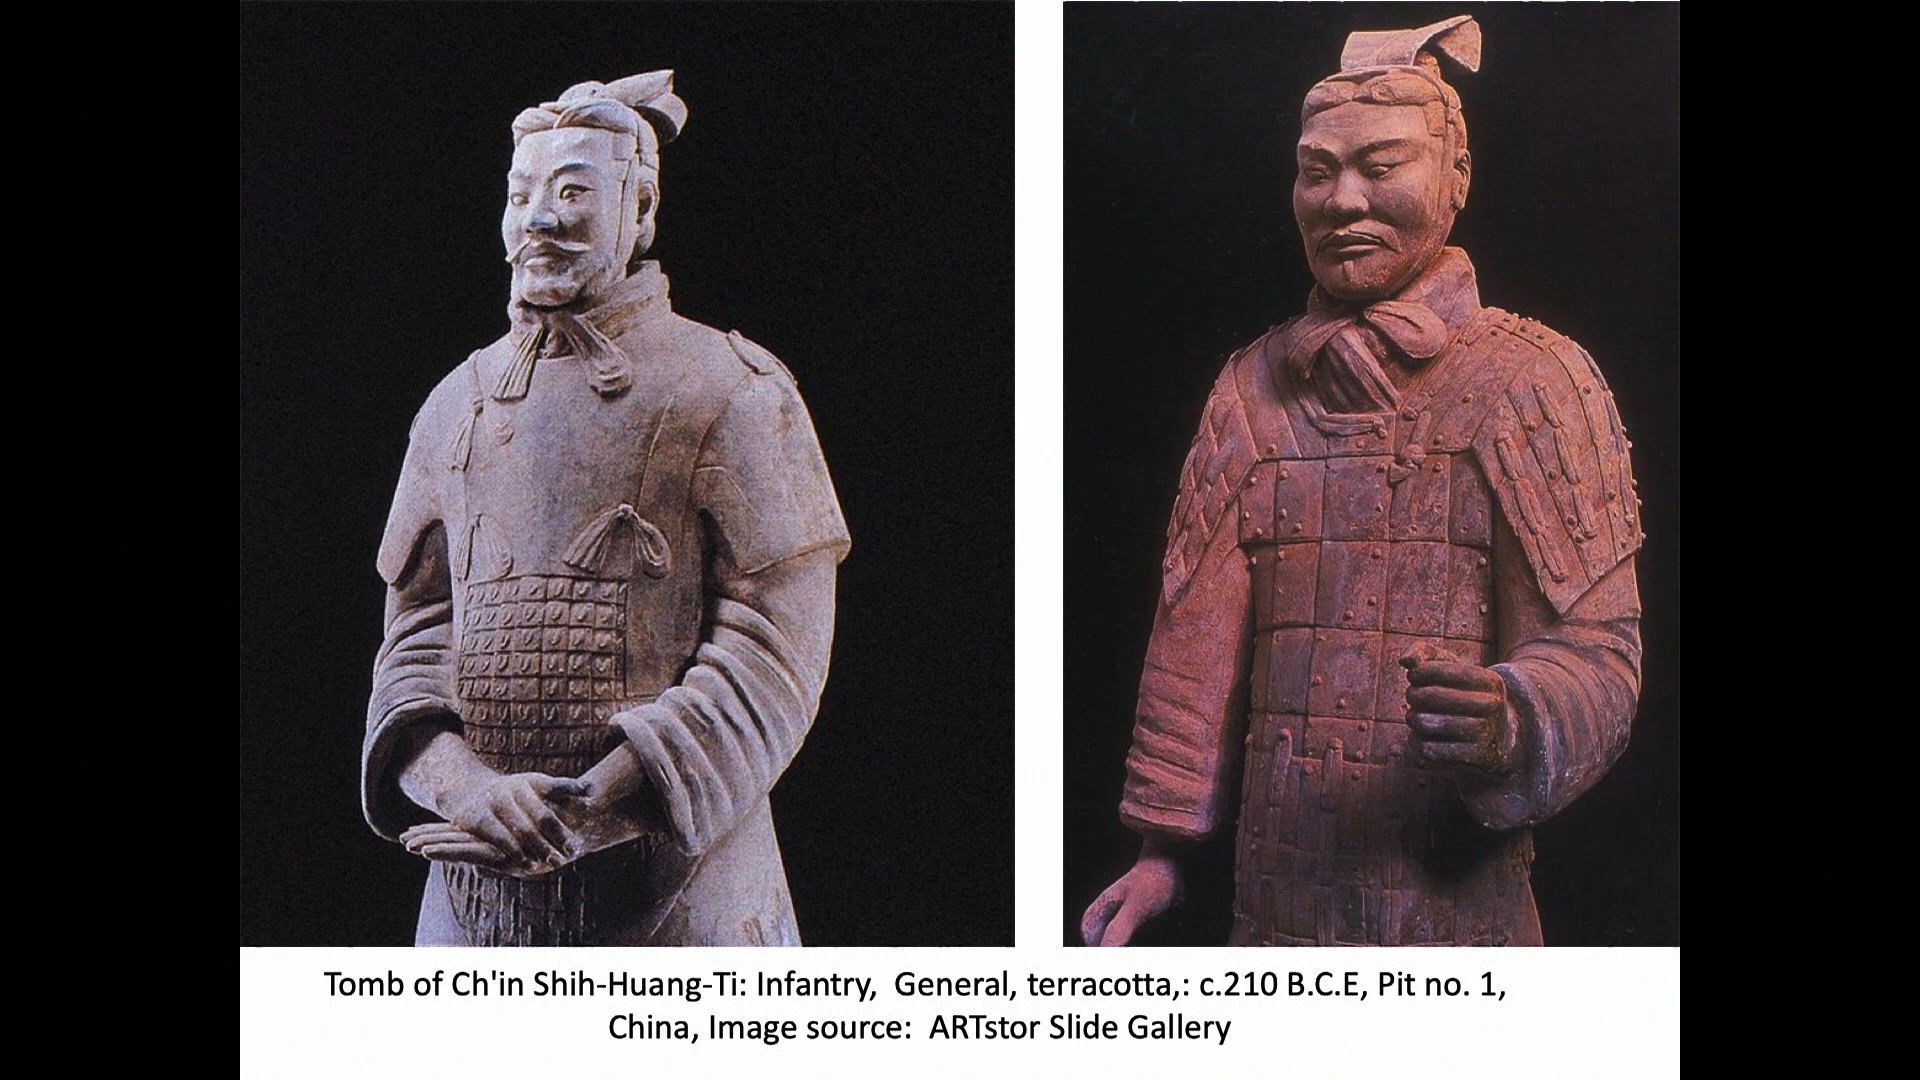 Tomb of Ch'in Shih-Huang-Ti: Infantry,  General, terracotta,: c.210 B.C.E, Pit no. 1,
China, Image source:  ARTstor Slide Gallery